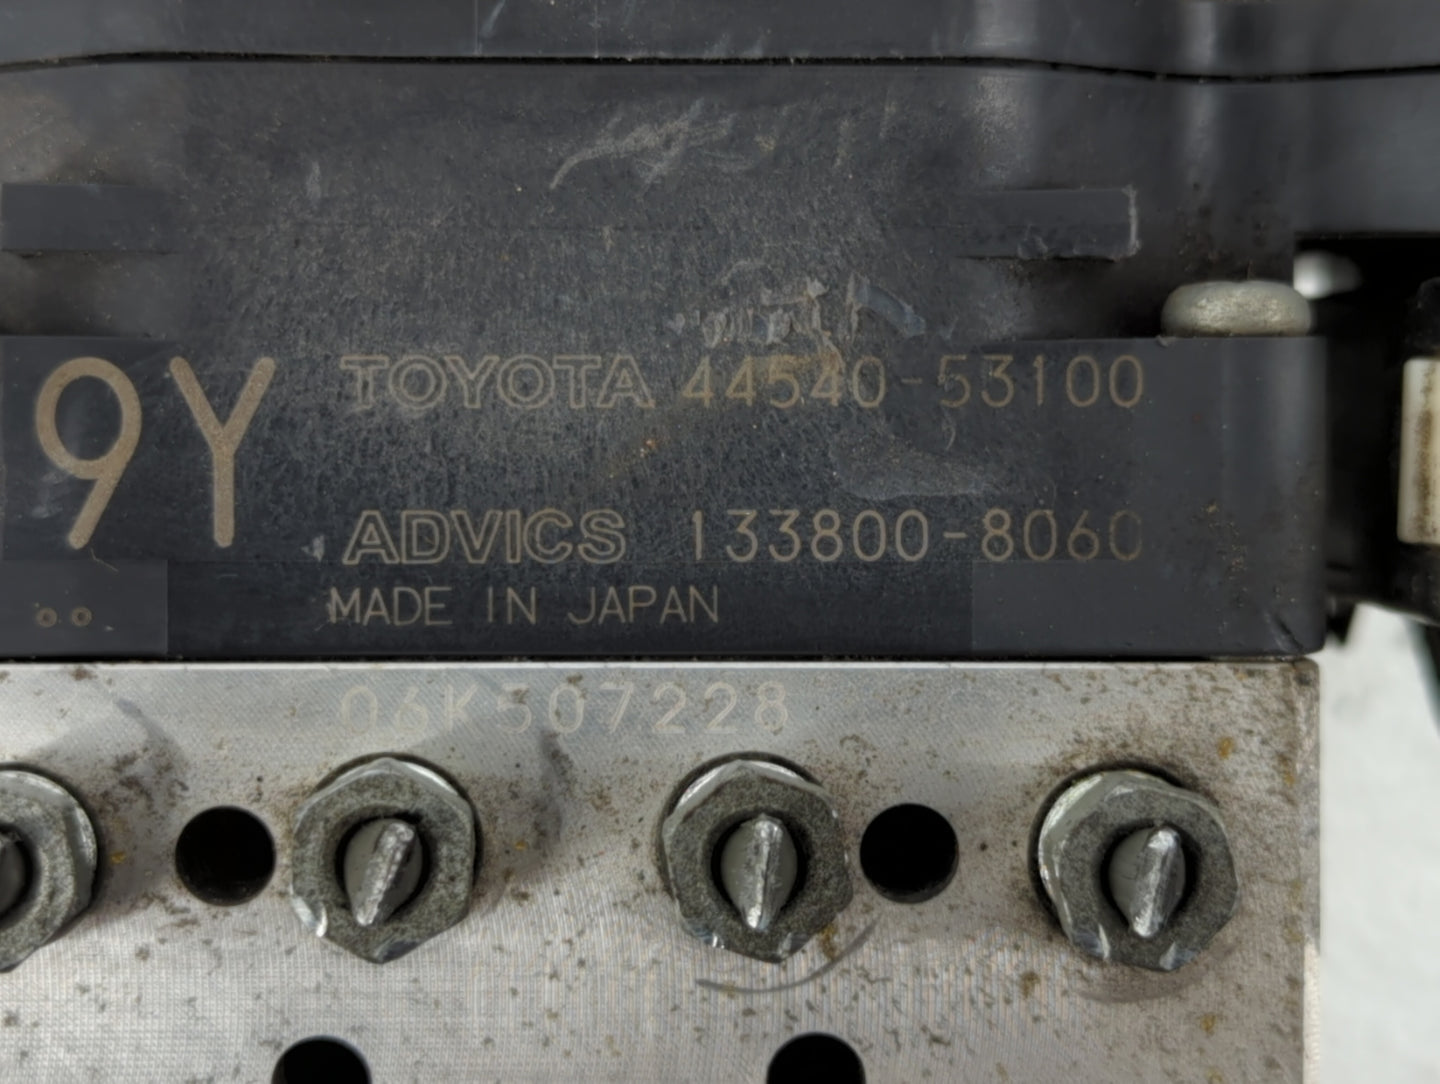 9Y
TOYOTA 44540-53100
ADVICS 133800-8060
MADE IN JAPAN
06K507228